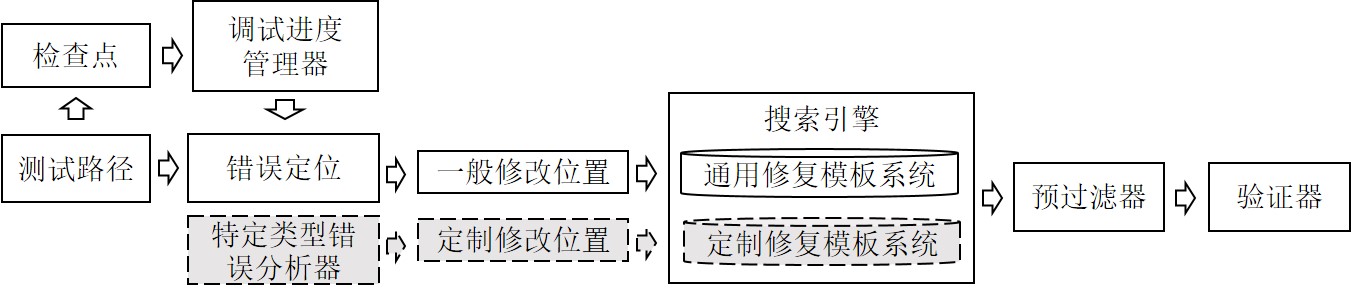 检查点
调试进度
管理器
测试路径
错误定位
一般修改位置
搜索引擎
通用修复模板系统
特定类型错
误分析器
定制修改位置
定制修复模板系统
预过滤器
验证器